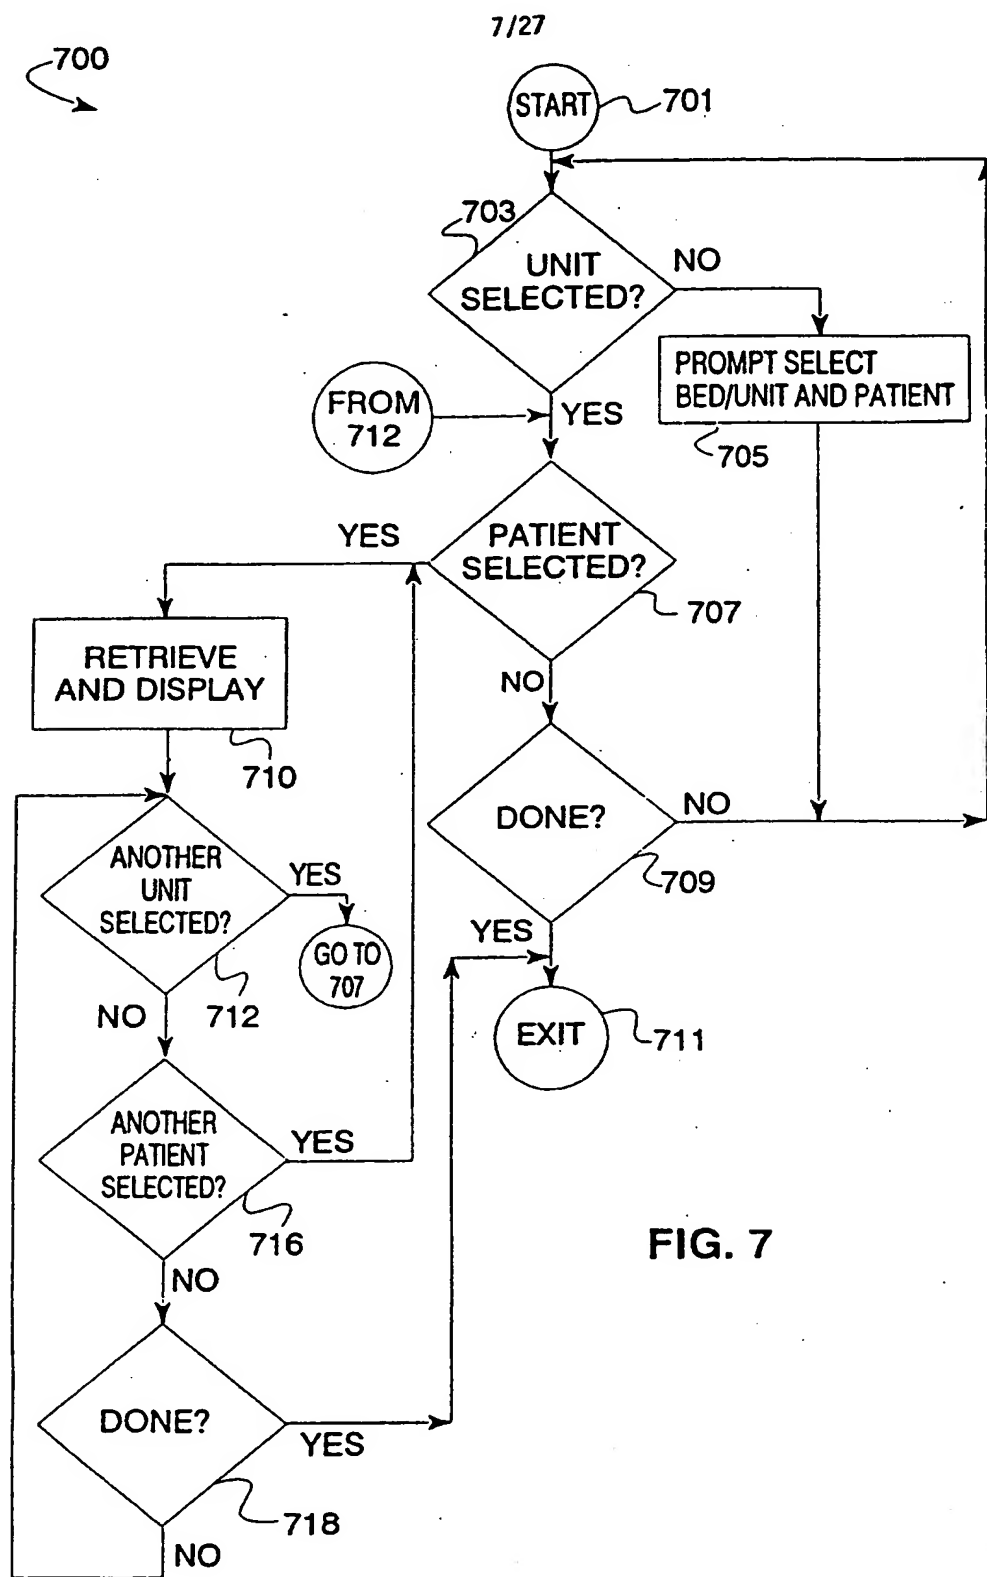 7/27
700
START
701
703
UNIT
SELECTED?
NO
PROMPT SELECT
BED/UNIT AND PATIENT
705
FROM
712
YES
YES
PATIENT
SELECTED?
707
RETRIEVE
AND DISPLAY
710
NO
DONE?
NO
709
ANOTHER
UNIT
SELECTED?
YES
GO TO
707
712
NO
YES
EXIT
711
ANOTHER
PATIENT
SELECTED?
YES
716
NO
FIG. 7
DONE?
YES
718
NO